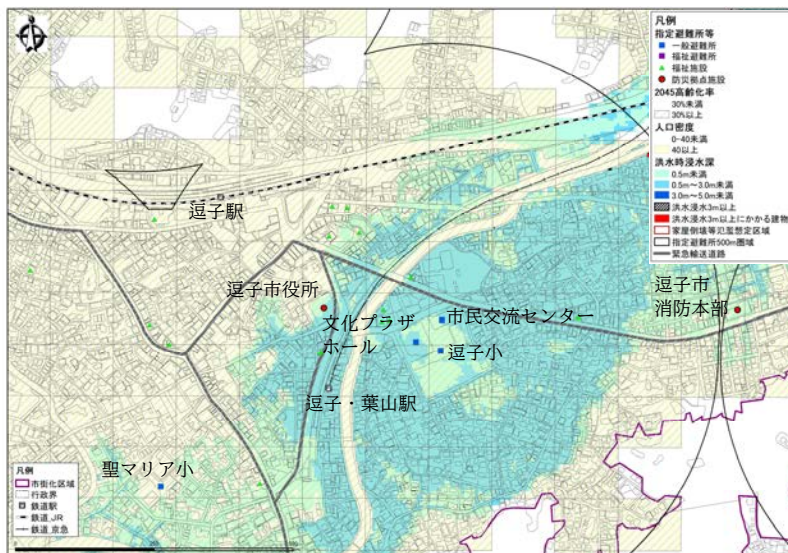 凡例
指定避難所等
一般避難所
福祉避難所
福祉施設
防災拠点施設
2045高齢化率
30%未満
30%以上
人口密度
0-40未満
40以上
洪水時浸水深
0.5m未満
0.5m～3.0m未満
3.0m～5.0m未満
洪水浸水3m以上
洪水浸水3m以上にかかる建物
家屋倒壊等氾濫想定区域
指定避難所500m圏域
緊急輸送道路
逗子駅
逗子市役所
文化プラザ
ホール
市民交流センター
逗子小
逗子市
消防本部
逗子・葉山駅
聖マリア小
凡例
市街化区域
行政界
鉄道駅
鉄道_JR
鉄道_京急